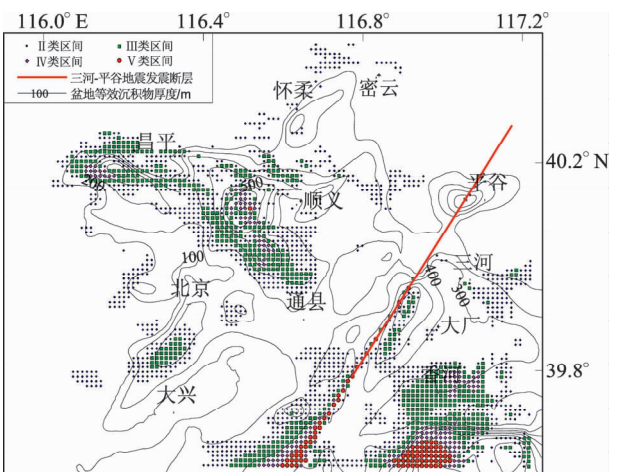 116.0° E 116.4° 116.8° 117.2°
II类区间 III类区间
IV类区间 V类区间
三河-平谷地震发震断层
100 盆地等效沉积物厚度/m
怀柔 密云
昌平
40.2° N
200 300 顺义 平谷
100 400 三河
北京 通县 300
大厂
39.8°
香河
大兴